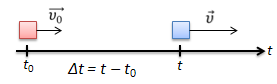 v₀ v
t₀ Δt = t – t₀ t t